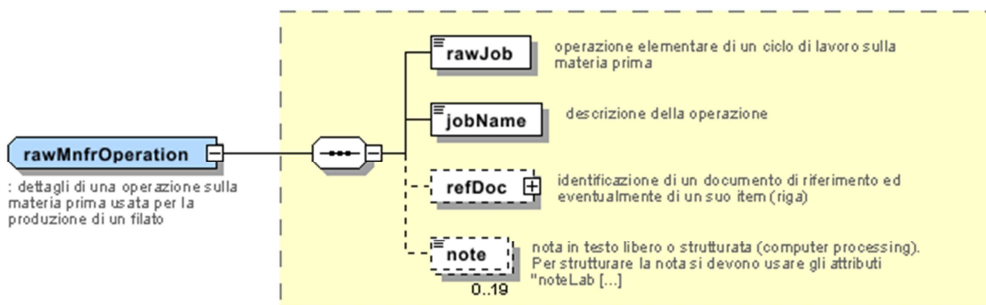 rawJob
operazione elementare di un ciclo di lavoro sulla
materia prima
jobName
descrizione della operazione
rawMnfrOperation
: dettagli di una operazione sulla
materia prima usata per la
produzione di un filato
refDoc
identificazione di un documento di riferimento ed
eventualmente di un suo item (riga)
note
nota in testo libero o strutturata (computer processing).
Per strutturare la nota si devono usare gli attributi
"noteLab [...]
0..19